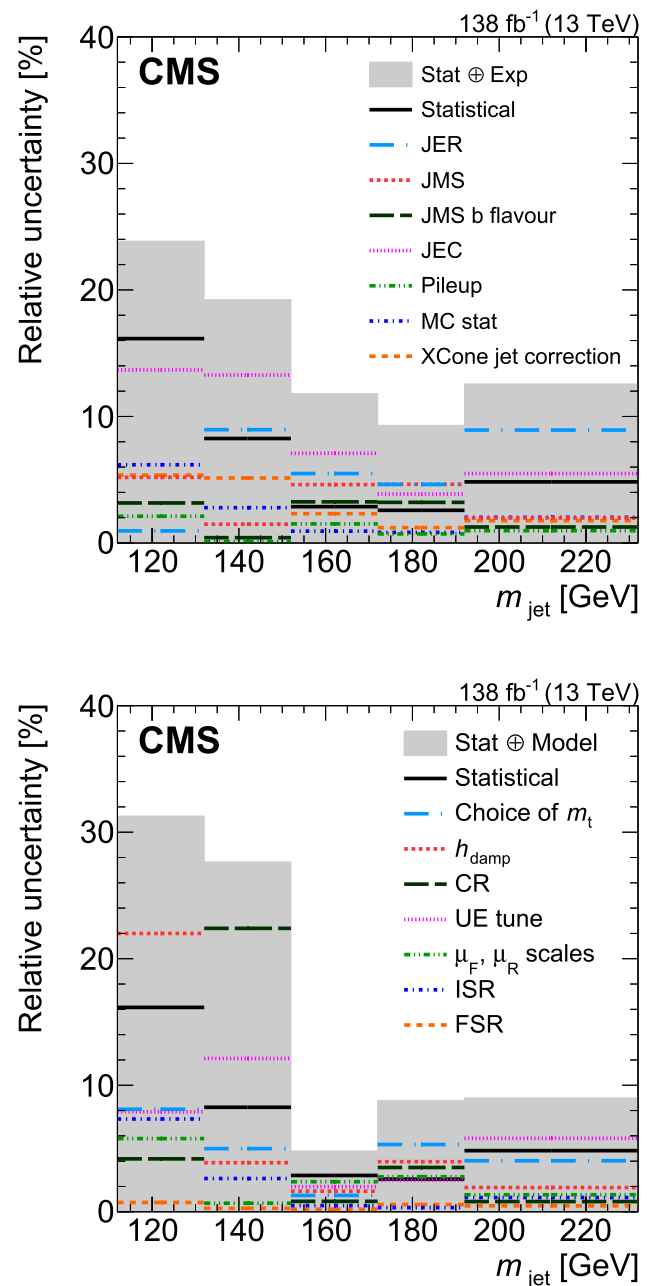 138 fb-1 (13 TeV)
40
CMS
Stat ⊕ Exp
Statistical
JER
30
JMS
JMS b flavour
JEC
20
Pileup
MC stat
XCone jet correction
10
0
Relative uncertainty [%]
120 140 160 180 200 220
m jet [GeV]
138 fb-1 (13 TeV)
40
CMS
Stat ⊕ Model
Statistical
Choice of mt
30
hdamp
CR
UE tune
20
μF, μR scales
ISR
FSR
10
0
Relative uncertainty [%]
120 140 160 180 200 220
m jet [GeV]